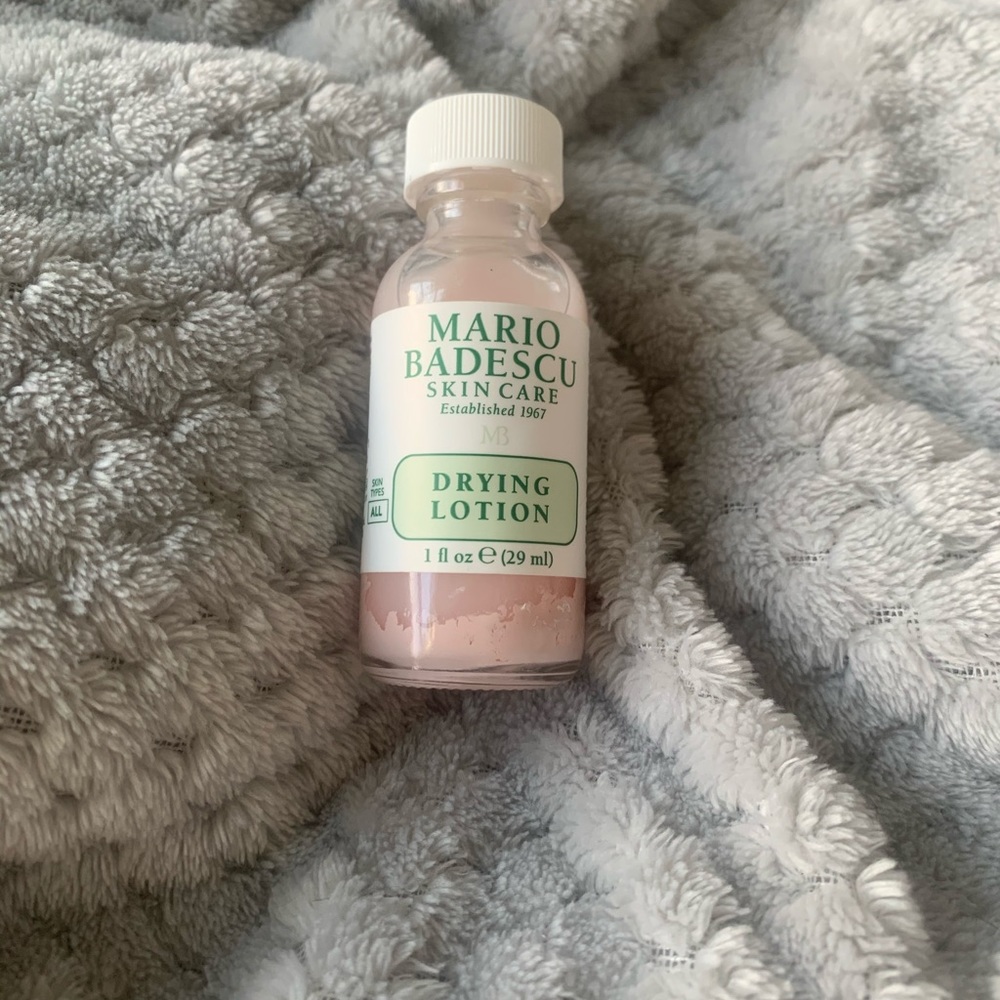 MARIO
BADESCU
SKIN CARE
Established 1967
MB
SKIN
TYPES
ALL
DRYING
LOTION
1 fl oz ℮ (29 ml)